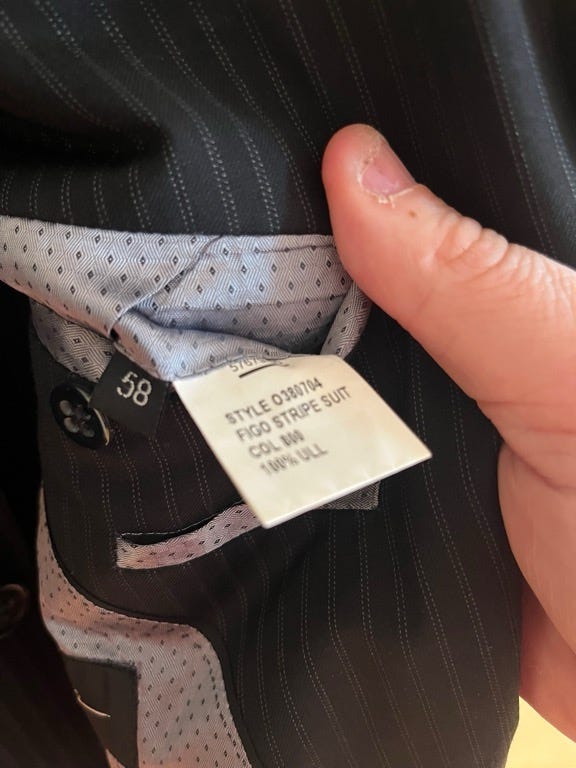 58
STYLE O380704
FIGO STRIPE SUIT
COL 800
100% ULL